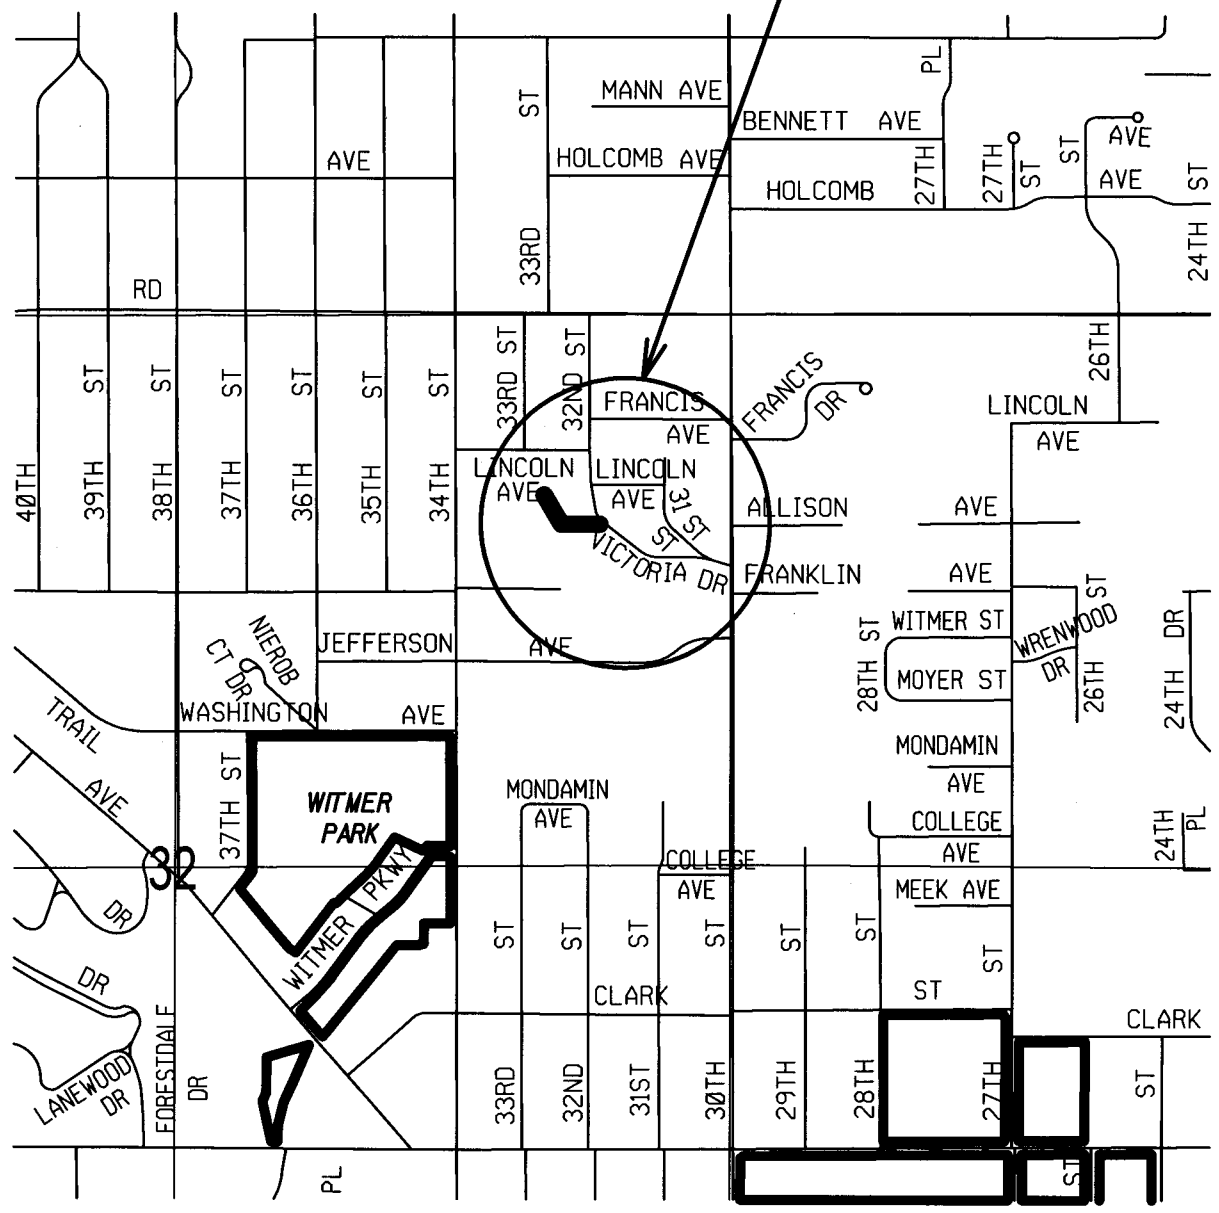 PL
MANN AVE
ST
BENNETT AVE
AVE
ST
AVE
HOLCOMB AVE
27TH
27TH
ST
AVE
ST
HOLCOMB
33RD
24TH
RD
33RD ST
32ND ST
26TH
FRANCIS
DR
ST
ST
ST
ST
ST
ST
FRANCIS
AVE
LINCOLN
AVE
40TH
39TH
38TH
37TH
36TH
35TH
34TH
LINCOLN
AVE
LINCOLN
AVE
31 ST
ST
ALLISON
AVE
VICTORIA DR
FRANKLIN
AVE
ST
NIEROB
CT DR
JEFFERSON
AVE
28TH ST
WITMER ST
WRENWOOD
DR
MOYER ST
26TH
24TH DR
TRAIL
WASHINGTON
AVE
MONDAMIN
AVE
AVE
37TH ST
WITMER
PARK
MONDAMIN
AVE
COLLEGE
AVE
24TH
PL
32
PKWY
COLLEGE
AVE
MEEK AVE
DR
WITMER
ST
ST
ST
ST
ST
ST
ST
DR
CLARK
ST
CLARK
FORESTDALE
DR
LANEWOOD
DR
33RD
32ND
31ST
30TH
29TH
28TH
27TH
ST
PL
ST